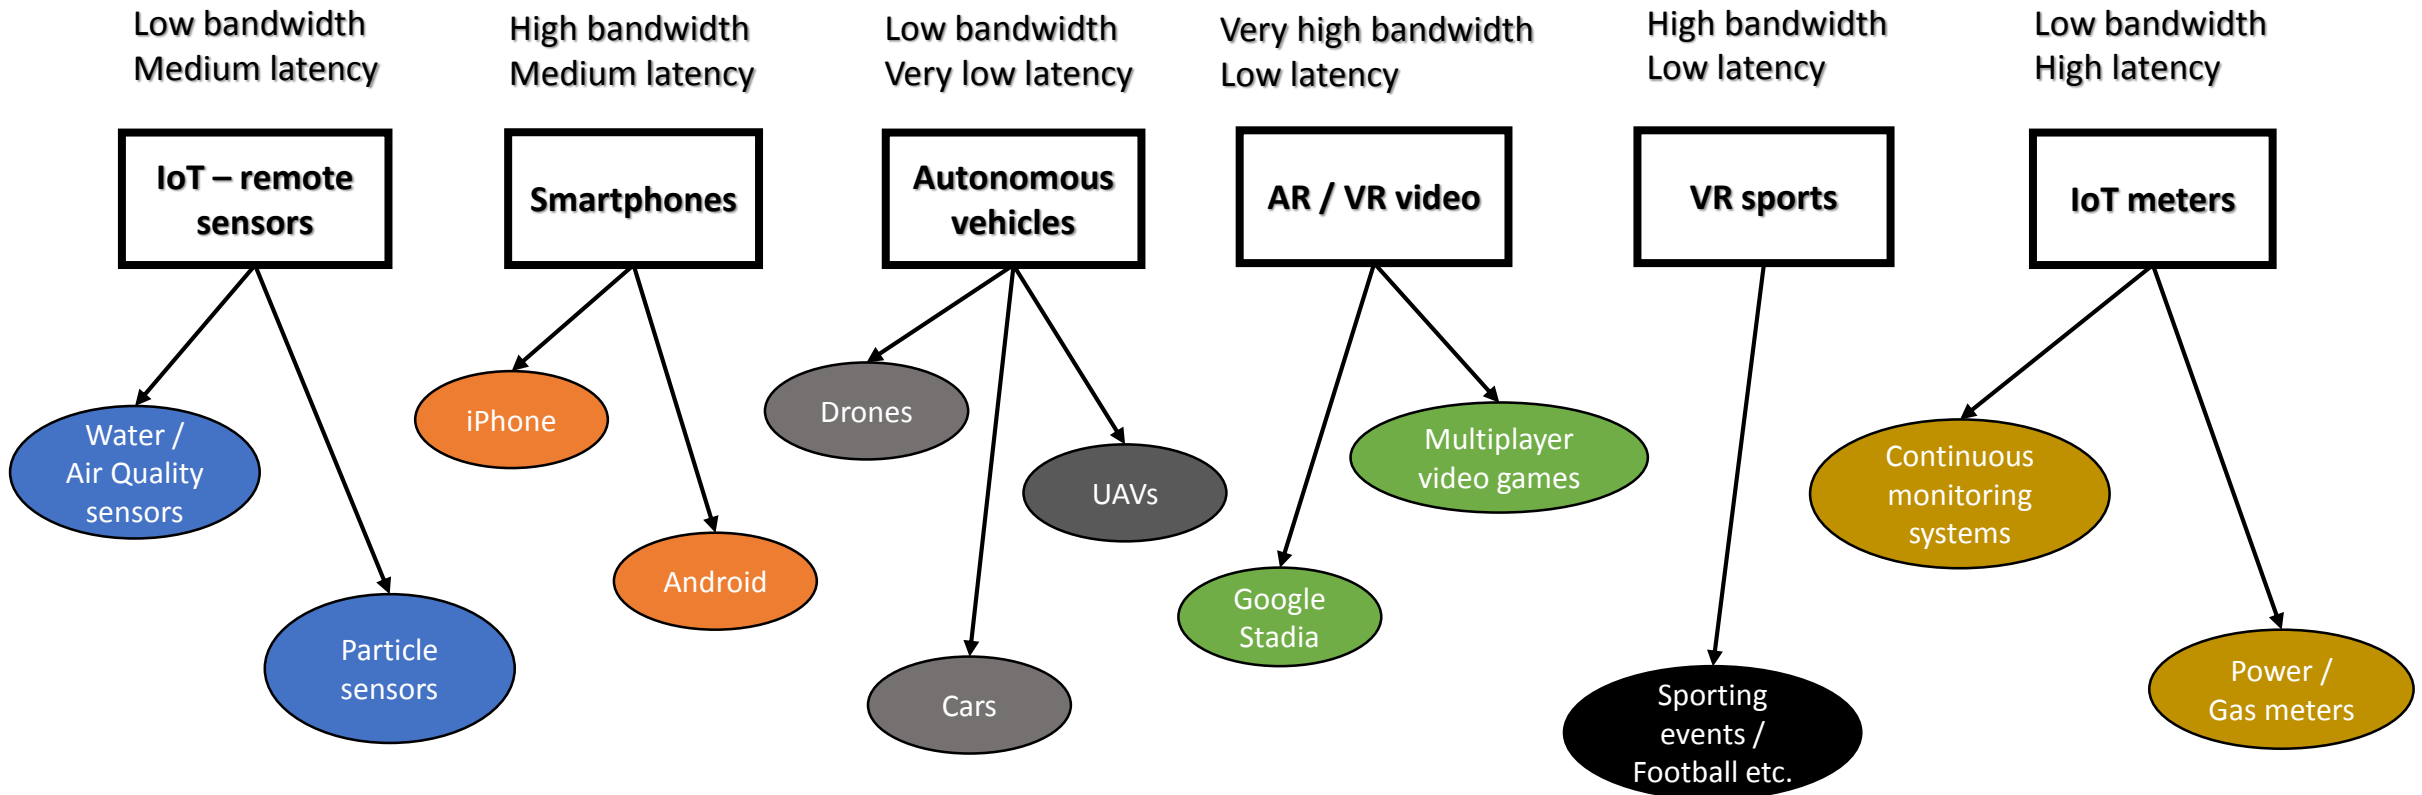 Low bandwidth
Medium latency
High bandwidth
Medium latency
Low bandwidth
Very low latency
Very high bandwidth
Low latency
High bandwidth
Low latency
Low bandwidth
High latency
IoT – remote
sensors
Smartphones
Autonomous
vehicles
AR / VR video
VR sports
IoT meters
Water /
Air Quality
sensors
Particle
sensors
iPhone
Android
Drones
UAVs
Cars
Multiplayer
video games
Google
Stadia
Sporting
events /
Football etc.
Continuous
monitoring
systems
Power /
Gas meters